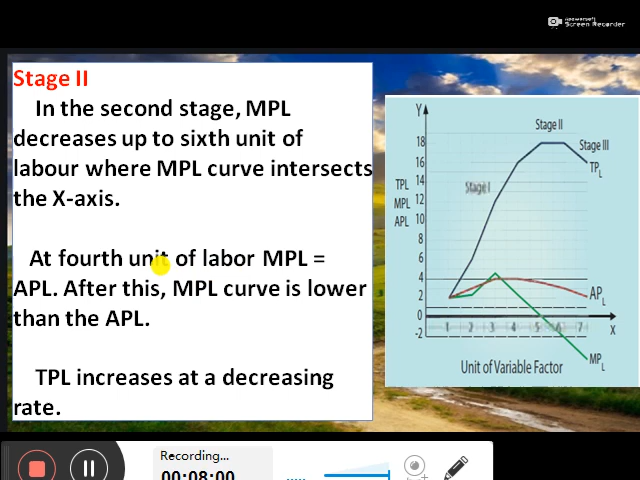 Apowersoft
Screen Recorder
Stage II
In the second stage, MPL
decreases up to sixth unit of
labour where MPL curve intersects
the X-axis.
At fourth unit of labor MPL =
APL. After this, MPL curve is lower
than the APL.
TPL increases at a decreasing
rate.
Y
Stage II
Stage III
Stage I
TPL
MPL
APL
18
16
14
12
10
8
6
4
2
0
-2
TPL
APL
MPL
1 2 3 4 5 6 7
X
Unit of Variable Factor
Recording...
00:08:00